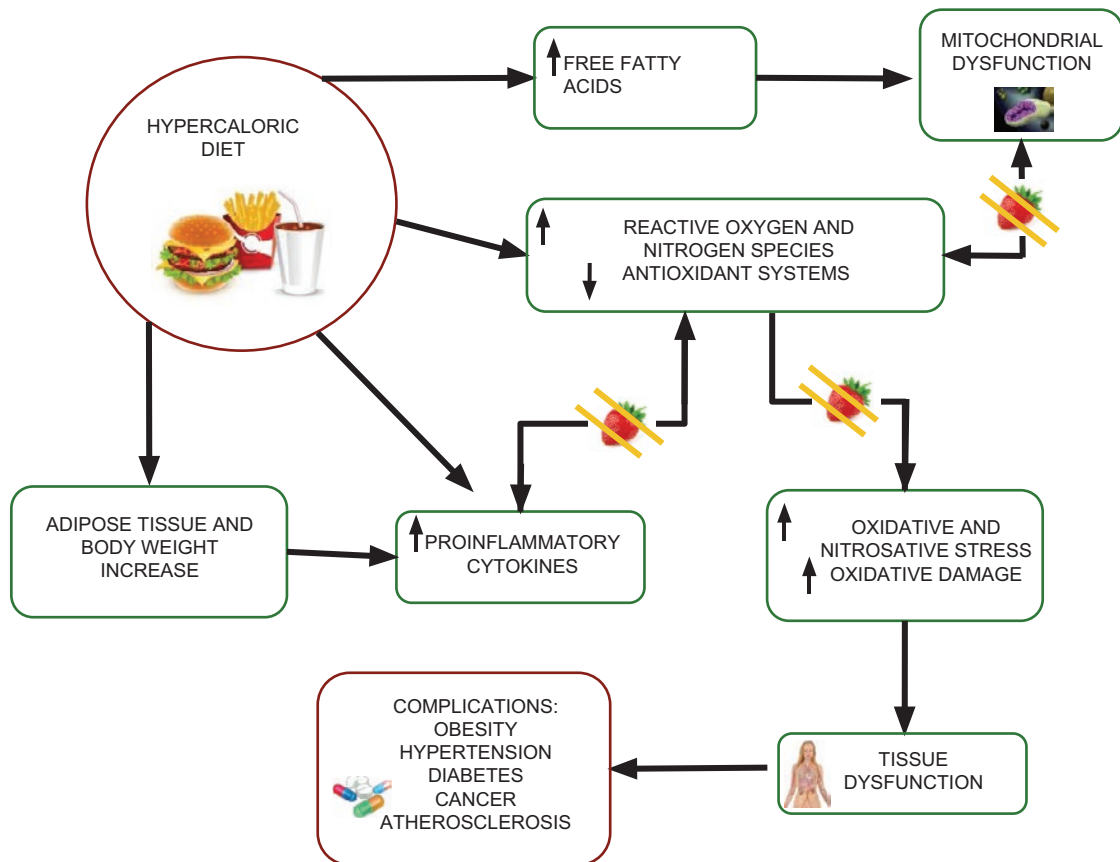 HYPERCALORIC
DIET
FREE FATTY
ACIDS
MITOCHONDRIAL
DYSFUNCTION
REACTIVE OXYGEN AND
NITROGEN SPECIES
ANTIOXIDANT SYSTEMS
ADIPOSE TISSUE AND
BODY WEIGHT
INCREASE
PROINFLAMMATORY
CYTOKINES
OXIDATIVE AND
NITROSATIVE STRESS
OXIDATIVE DAMAGE
COMPLICATIONS:
OBESITY
HYPERTENSION
DIABETES
CANCER
ATHEROSCLEROSIS
TISSUE
DYSFUNCTION